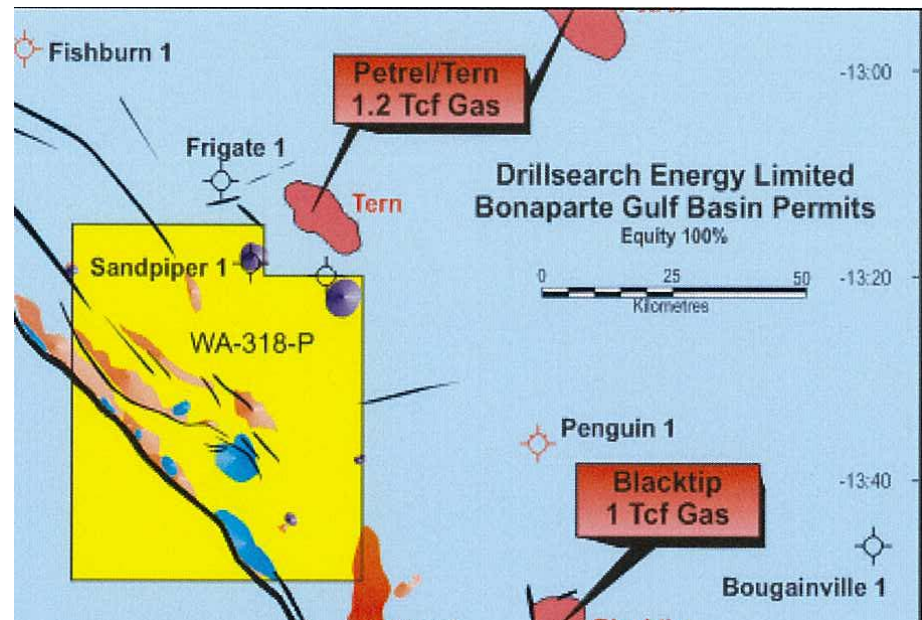 Fishburn 1
Petrel/Tern
1.2 Tcf Gas
-13:00
Frigate 1
Tern
Drillsearch Energy Limited
Bonaparte Gulf Basin Permits
Equity 100%
Sandpiper 1
0 25 50
Kilometres
-13:20
WA-318-P
Penguin 1
Blacktip
1 Tcf Gas
-13:40
Bougainville 1